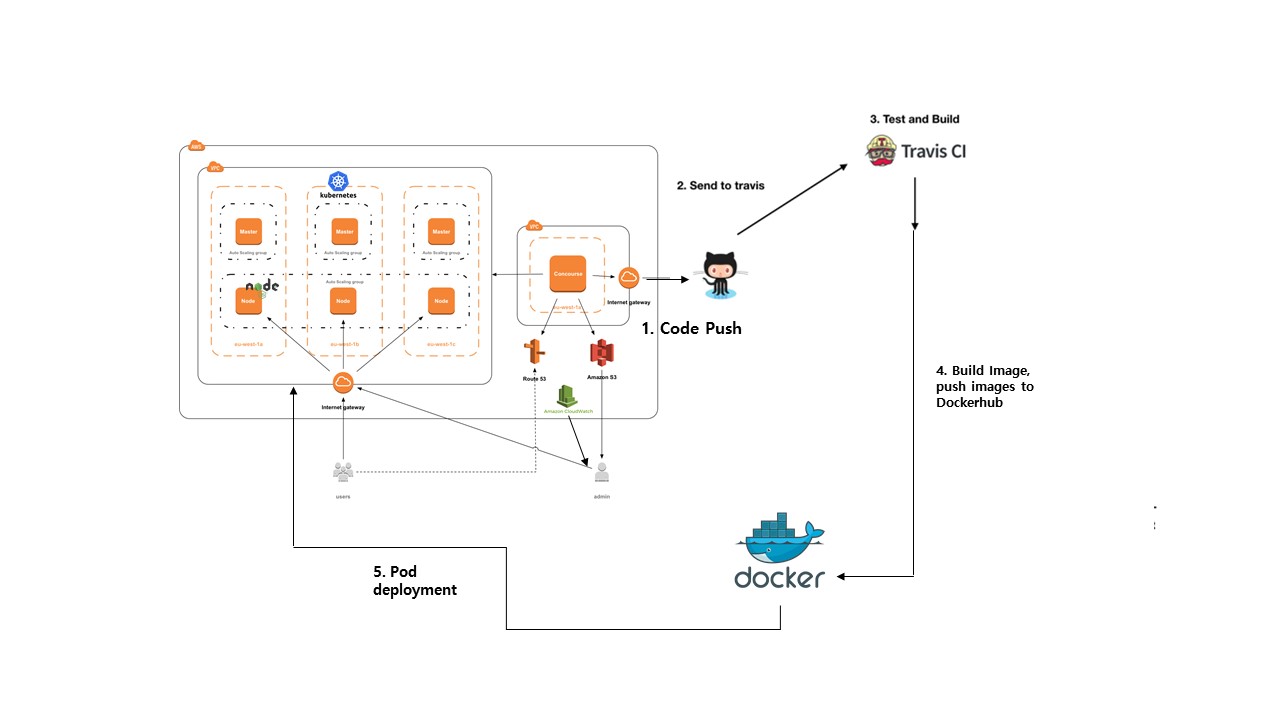 3. Test and Build
Travis CI
AWS
VPC
kubernetes
2. Send to travis
Master
Master
Master
VPC
Auto Scaling group
Auto Scaling group
Auto Scaling group
Concourse
node
Auto Scaling group
Node
Node
Node
Internet gateway
eu-west-1a
1. Code Push
eu-west-1a
eu-west-1b
eu-west-1c
Route 53
Amazon S3
4. Build Image,
push images to
Dockerhub
Internet gateway
Amazon CloudWatch
users
admin
docker
5. Pod
deployment